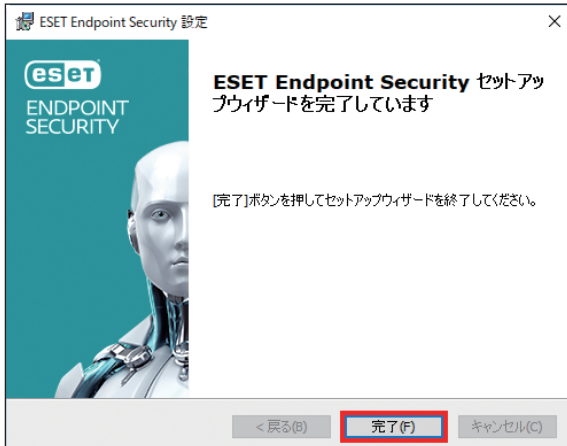 ESET Endpoint Security 設定
eset
ENDPOINT
SECURITY
ESET Endpoint Security セットアッ
プウィザードを完了しています
[完了]ボタンを押してセットアップウィザードを終了してください。
< 戻る(B)
完了(F)
キャンセル(C)